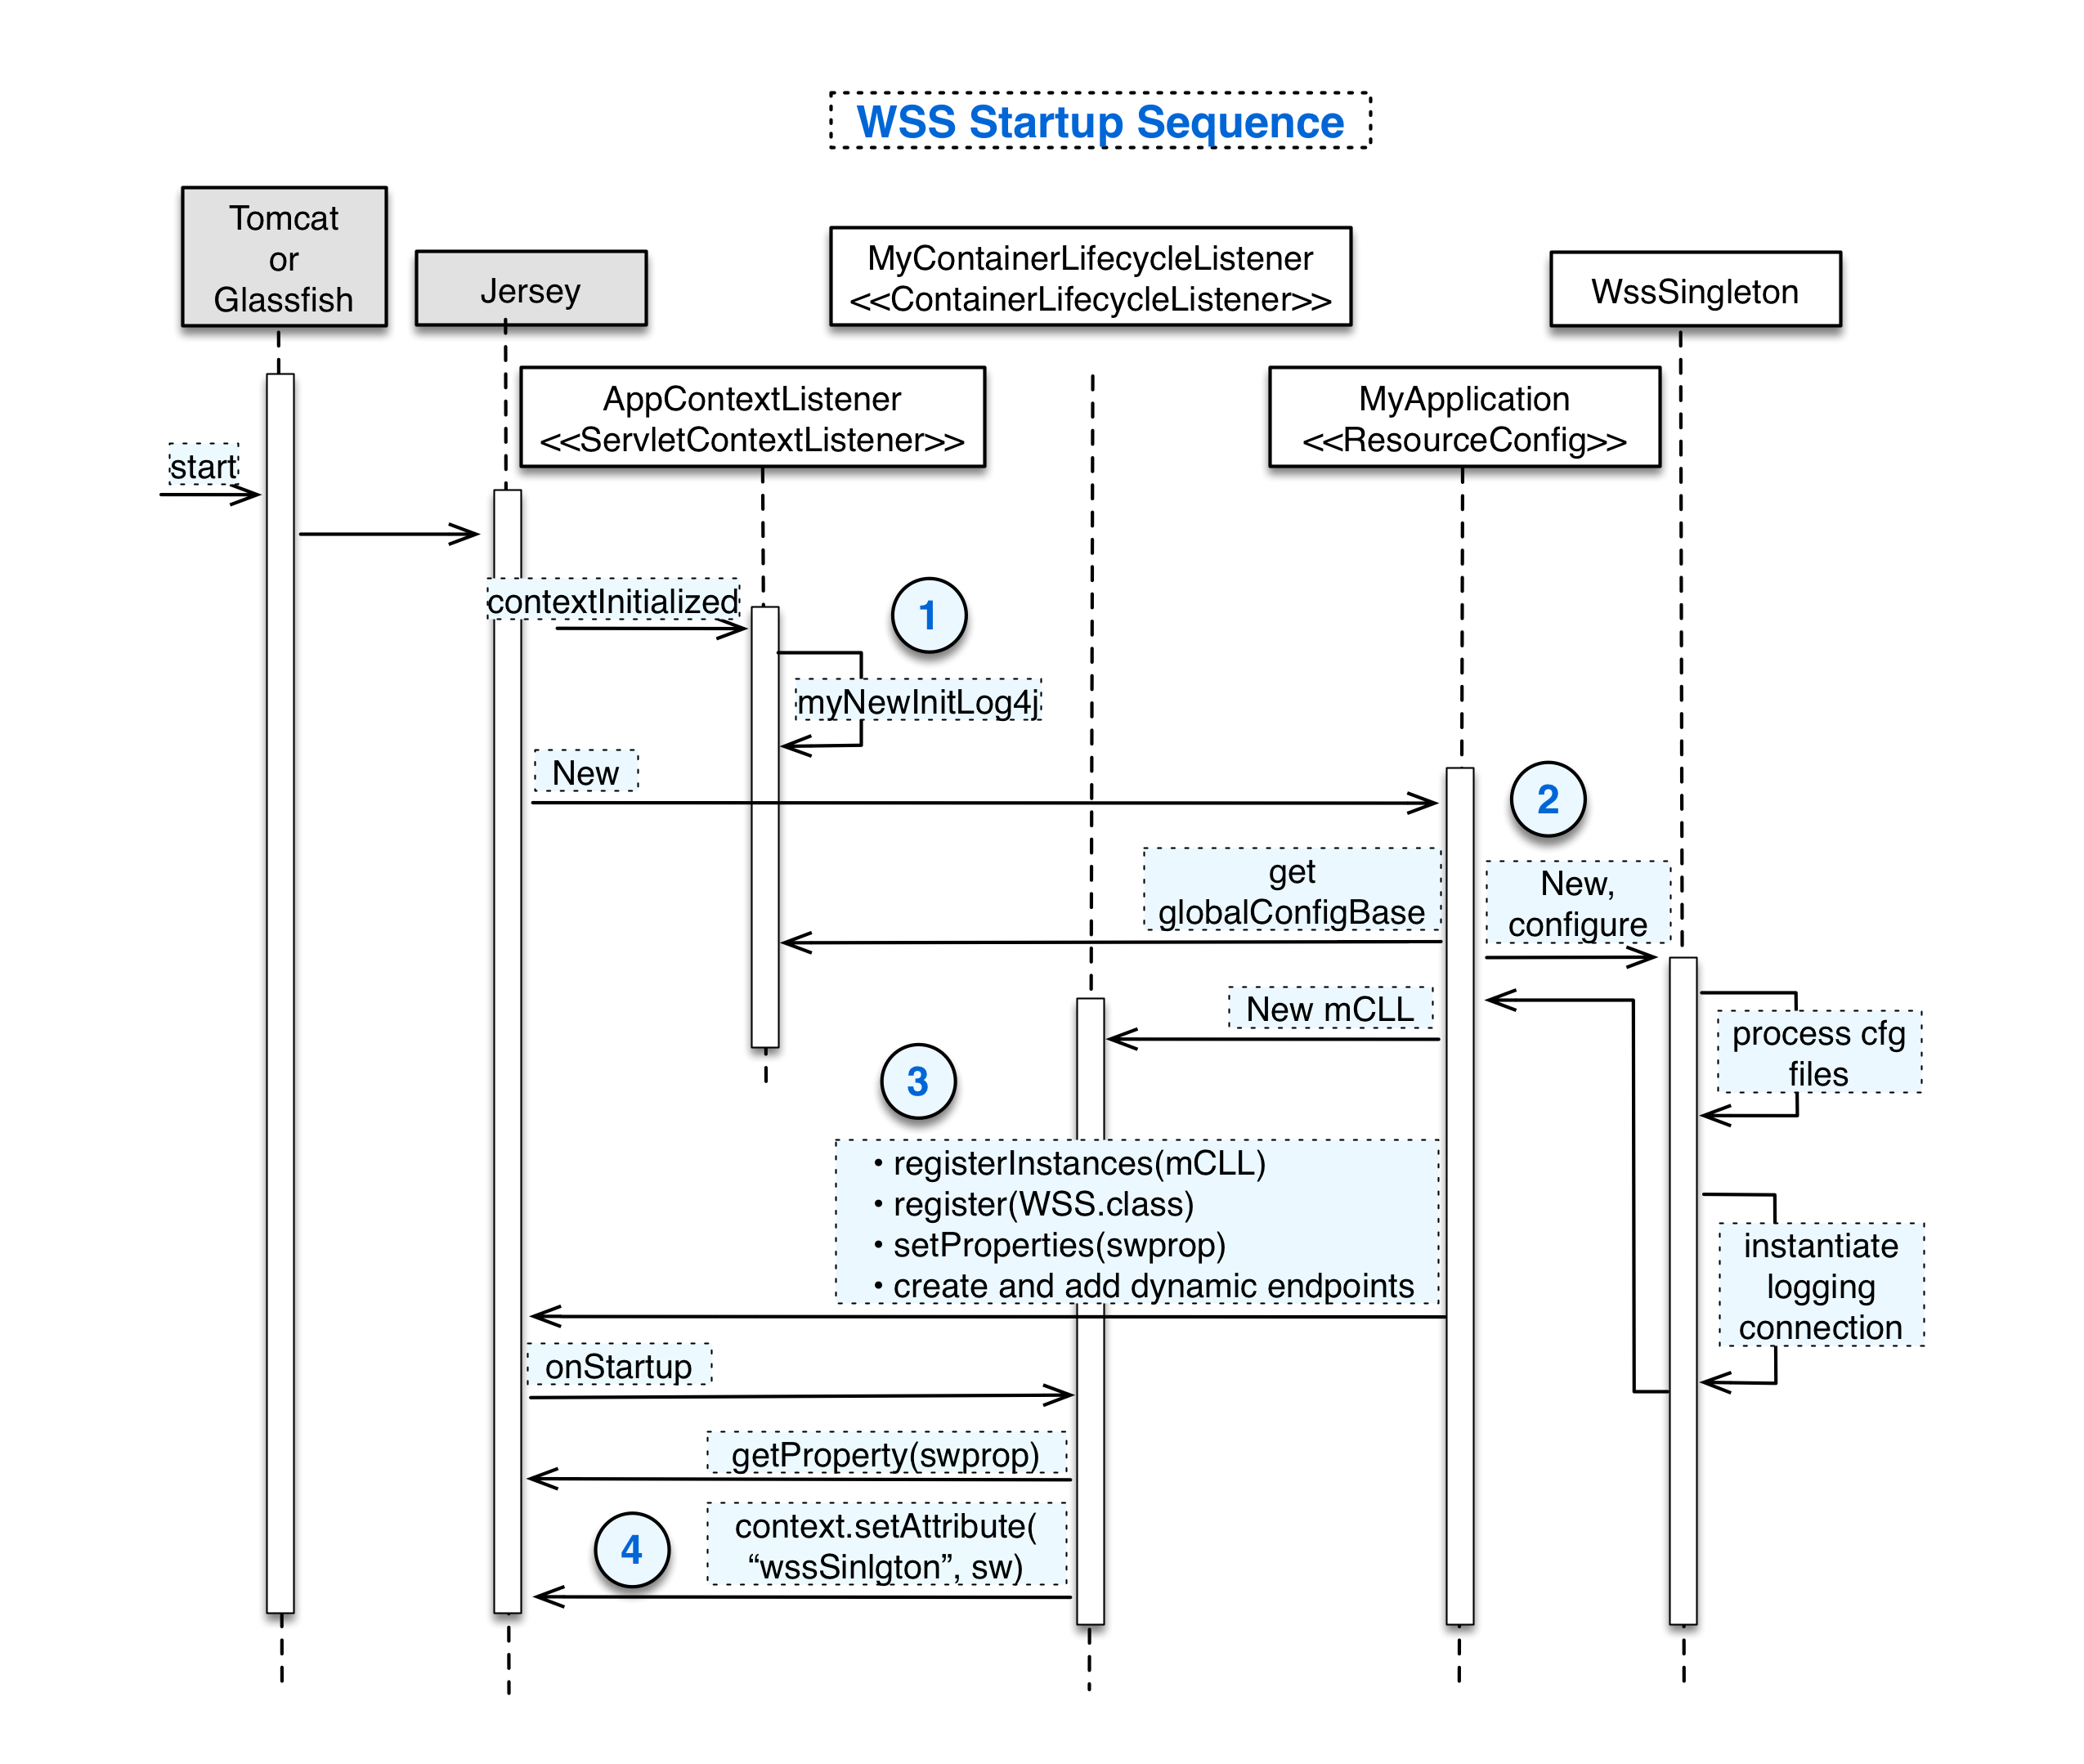 WSS Startup Sequence
Tomcat
or
Glassfish
Jersey
MyContainerLifecycleListener
<<ContainerLifecycleListener>>
WssSingleton
AppContextListener
<<ServletContextListener>>
MyApplication
<<ResourceConfig>>
start
contextInitialized
1
myNewInitLog4j
New
2
get
globalConfigBase
New,
configure
New mCLL
process cfg
files
3
• registerInstances(mCLL)
• register(WSS.class)
• setProperties(swprop)
• create and add dynamic endpoints
instantiate
logging
connection
onStartup
getProperty(swprop)
4
context.setAttribute(
“wssSinlgton”, sw)